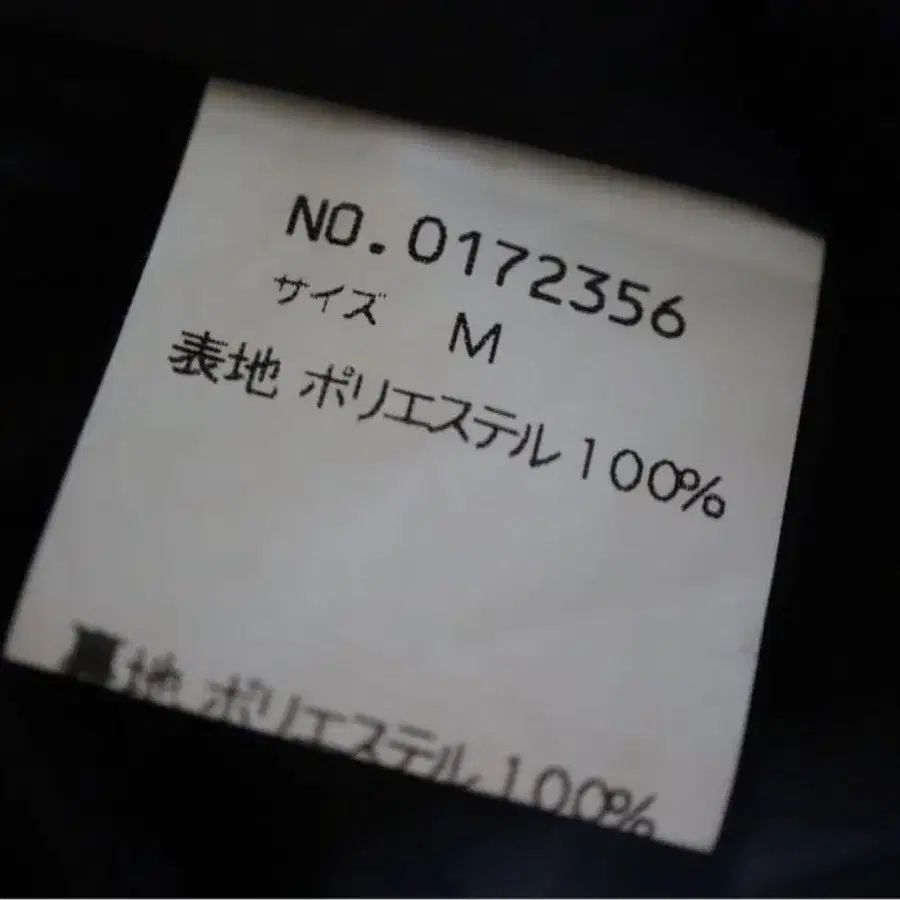 NO.0172356
サイズ M
表地 ポリエステル100%
裏地 ポリエステル100%